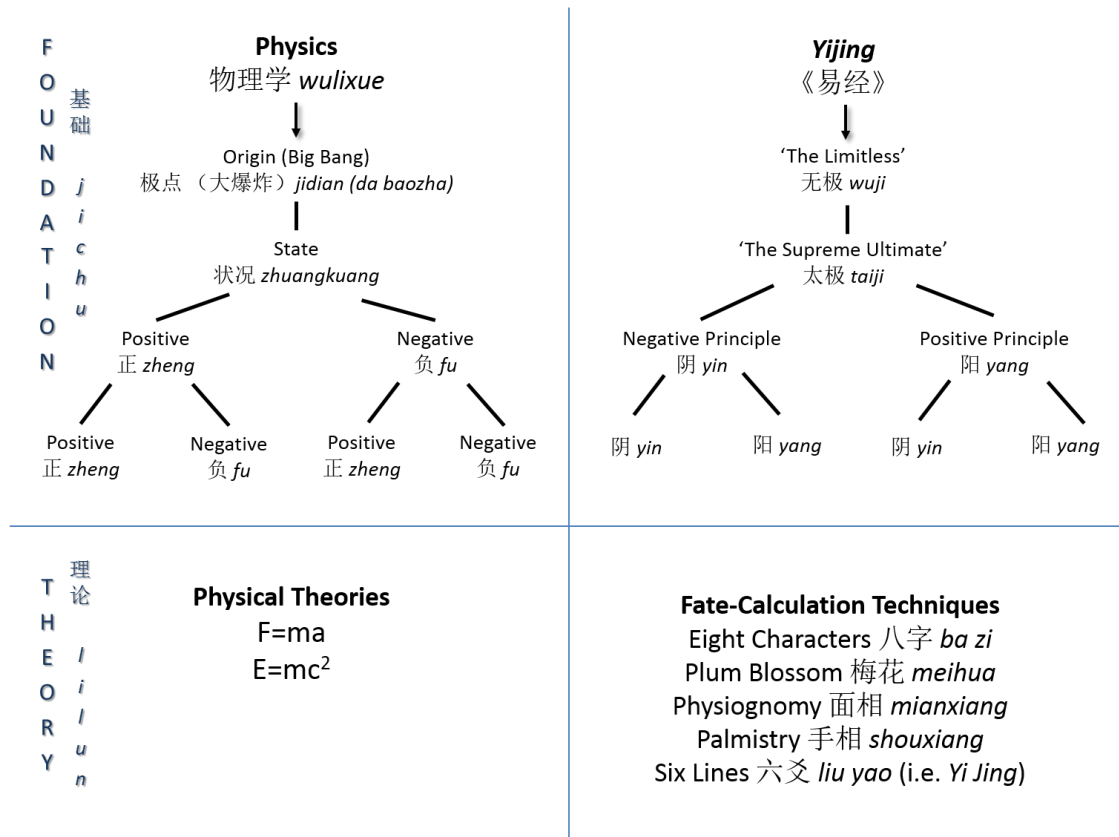 FOUNDATION
基础 jichu
Physics
物理学 wulixue
Origin (Big Bang)
极点 （大爆炸）jidian (da baozha)
State
状况 zhuangkuang
Positive
正 zheng
Negative
负 fu
Positive
正 zheng
Negative
负 fu
Positive
正 zheng
Negative
负 fu
Yijing
《易经》
‘The Limitless’
无极 wuji
‘The Supreme Ultimate’
太极 taiji
Negative Principle
阴 yin
Positive Principle
阳 yang
阴 yin
阳 yang
阴 yin
阳 yang
THEORY
理论 lilun
Physical Theories
F=ma
E=mc²
Fate-Calculation Techniques
Eight Characters 八字 ba zi
Plum Blossom 梅花 meihua
Physiognomy 面相 mianxiang
Palmistry 手相 shouxiang
Six Lines 六爻 liu yao (i.e. Yi Jing)